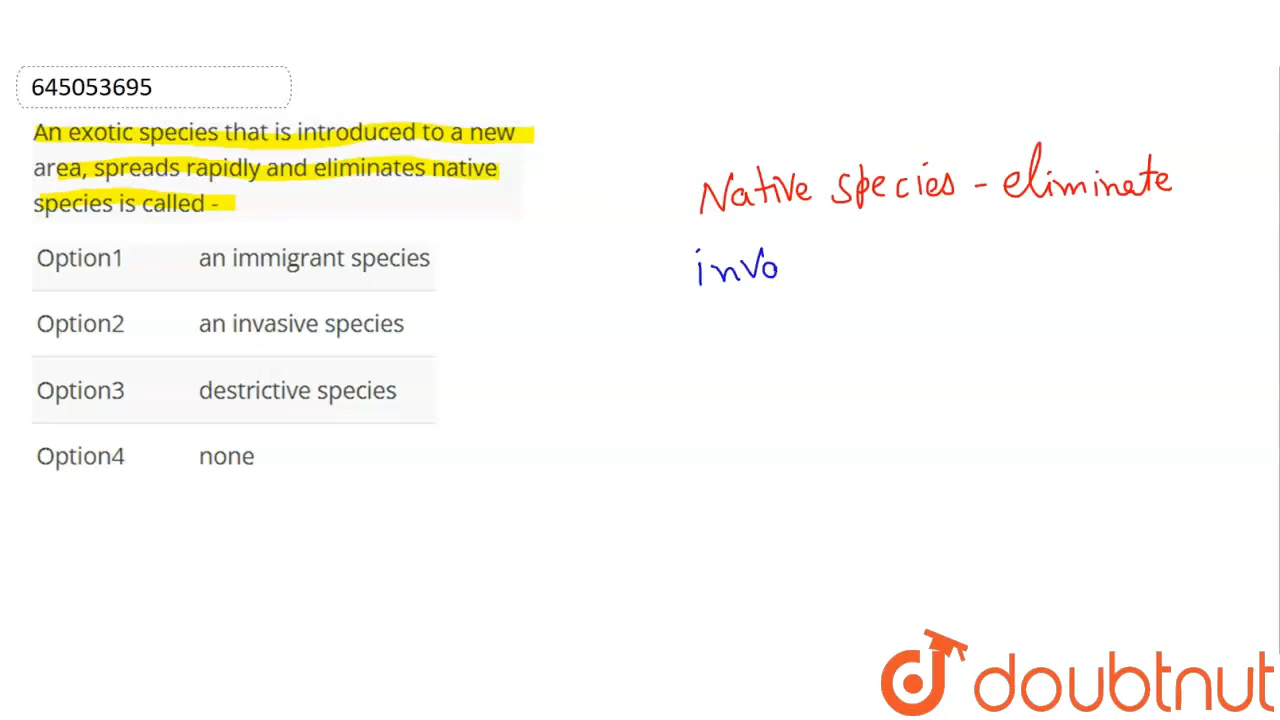 645053695
An exotic species that is introduced to a new
area, spreads rapidly and eliminates native
species is called -
Option1 an immigrant species
Option2 an invasive species
Option3 destrictive species
Option4 none
Native species - eliminate
inva
doubtnut